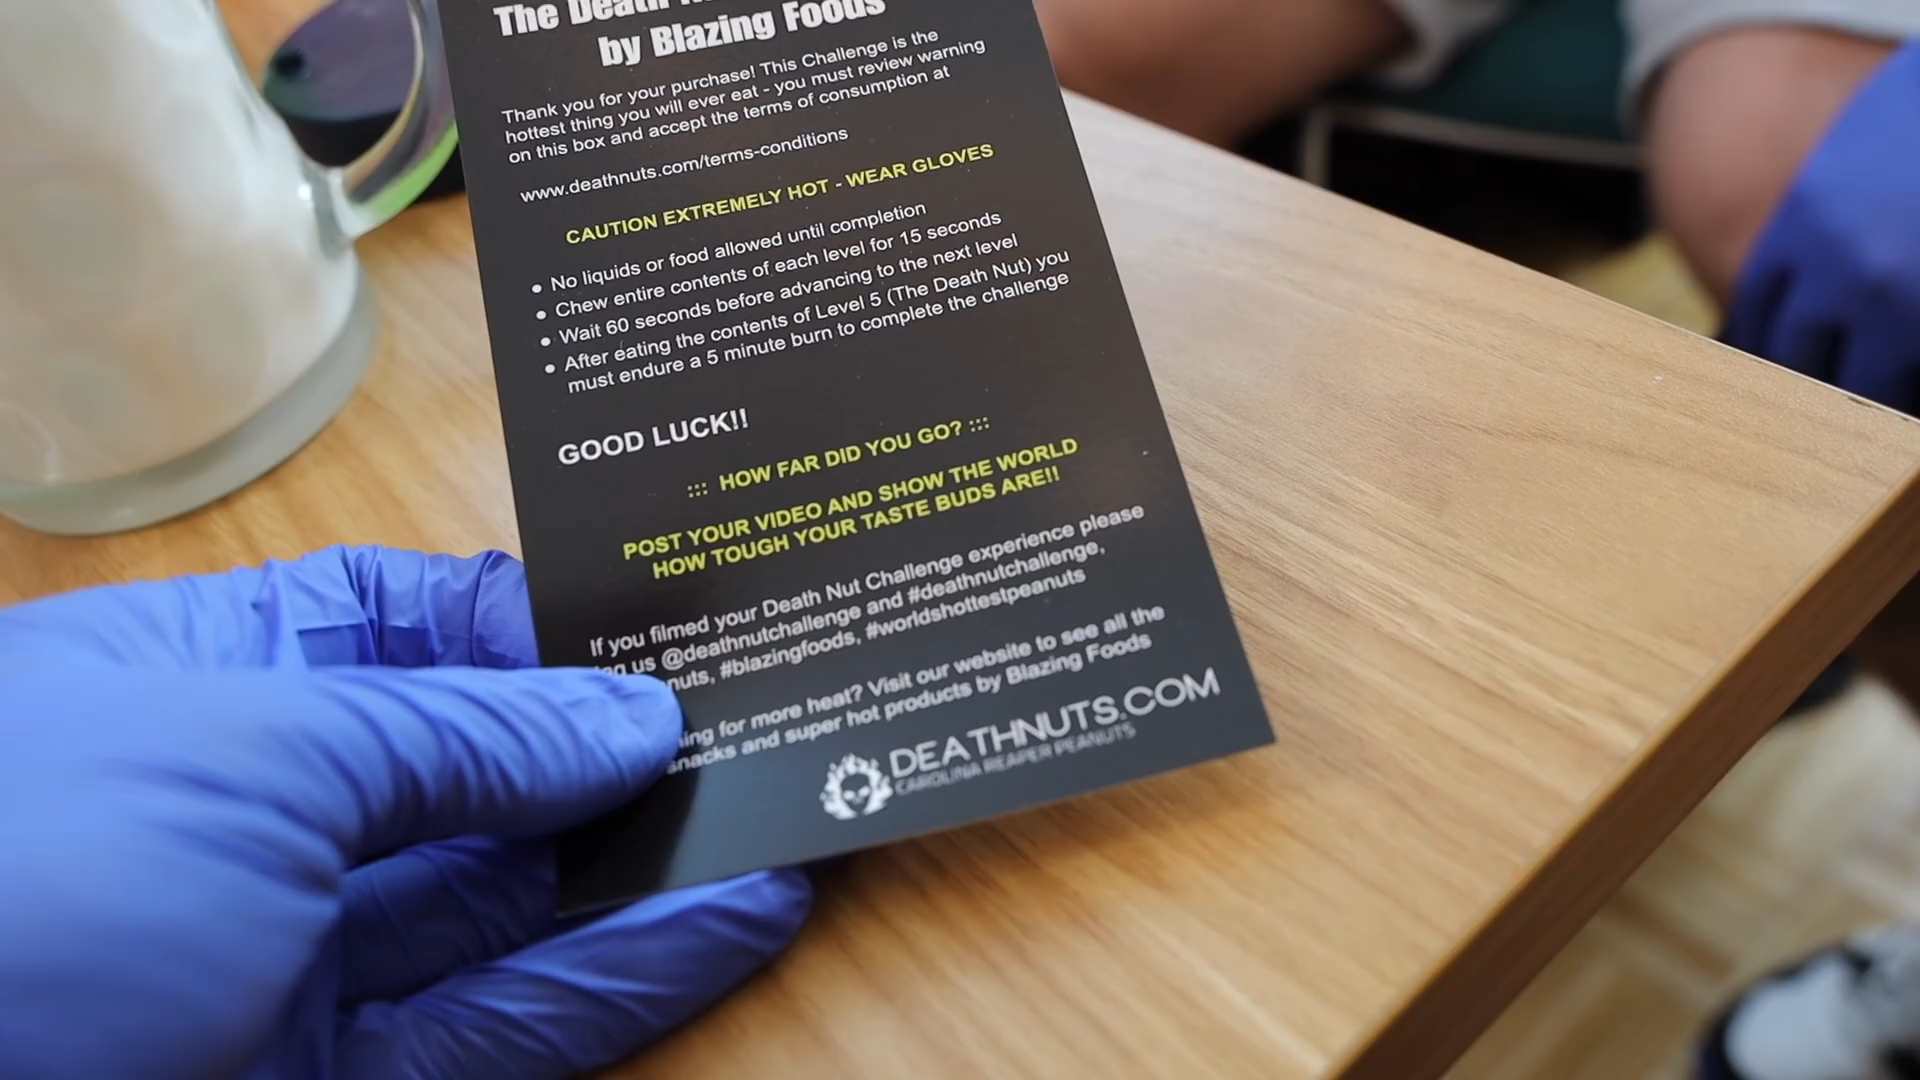 The Death
by Blazing Foods
Thank you for your purchase! This Challenge is the
hottest thing you will ever eat - you must review warning
on this box and accept the terms of consumption at
www.deathnuts.com/terms-conditions
CAUTION EXTREMELY HOT - WEAR GLOVES
• No liquids or food allowed until completion
• Chew entire contents of each level for 15 seconds
• Wait 60 seconds before advancing to the next level
• After eating the contents of Level 5 (The Death Nut) you
must endure a 5 minute burn to complete the challenge
GOOD LUCK!!
::: HOW FAR DID YOU GO? :::
POST YOUR VIDEO AND SHOW THE WORLD
HOW TOUGH YOUR TASTE BUDS ARE!!
If you filmed your Death Nut Challenge experience please
us @deathnutchallenge and #deathnutchallenge,
nuts, #blazingfoods, #worldshottestpeanuts
for more heat? Visit our website to see all the
snacks and super hot products by Blazing Foods
DEATHNUTS.COM
CAROLINA REAPER PEANUTS